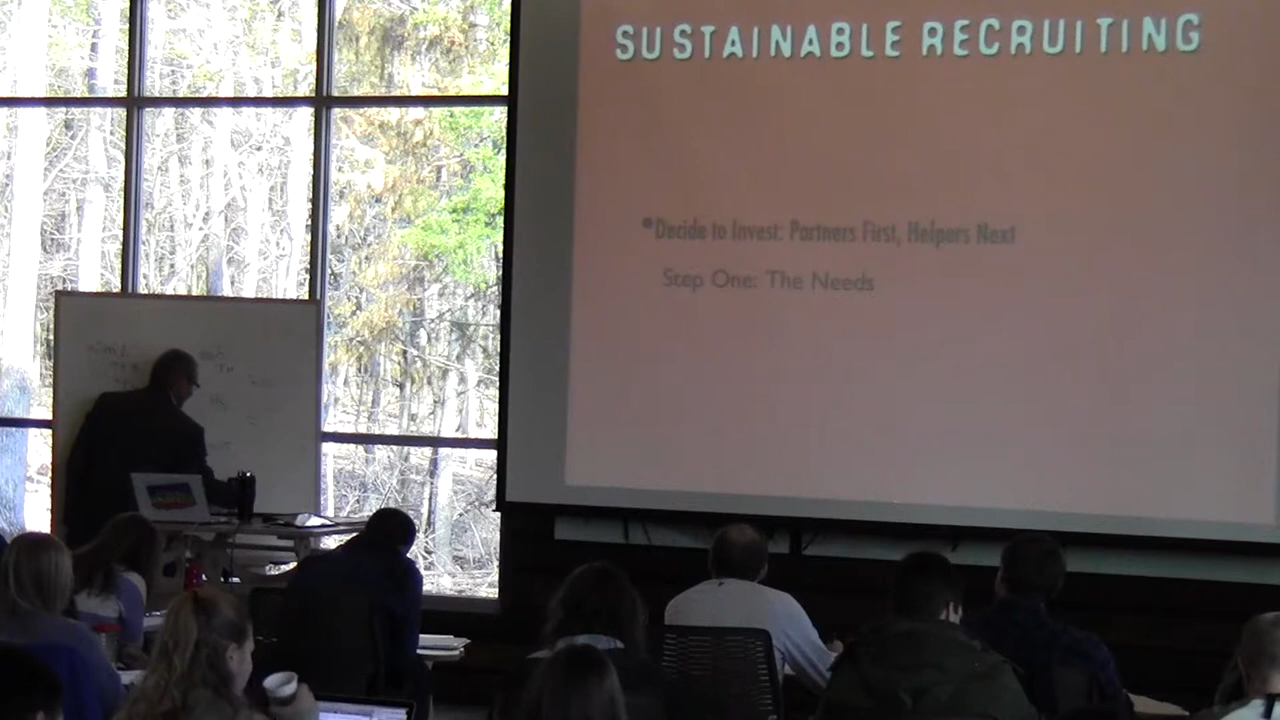 SUSTAINABLE RECRUITING
•Decide to Invest: Partners First, Helpers Next
Step One: The Needs